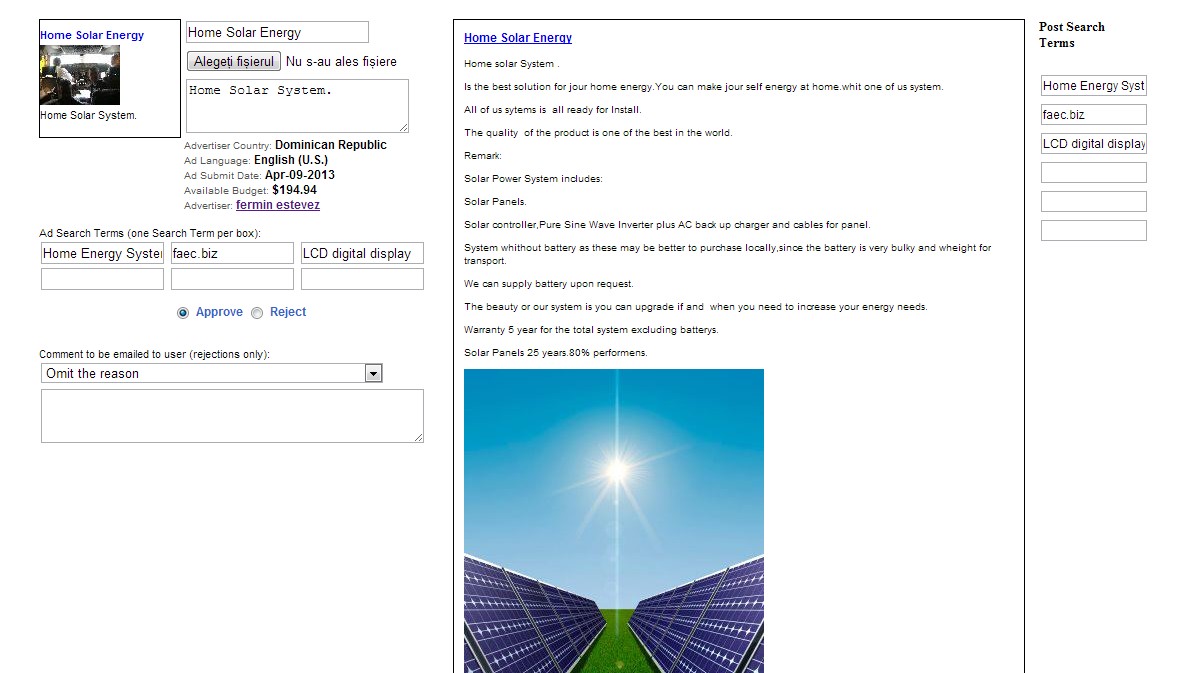 Home Solar Energy
Home Solar System.
Home Solar Energy
Alegeți fișierul Nu s-au ales fișiere
Home Solar System.
Advertiser Country: Dominican Republic
Ad Language: English (U.S.)
Ad Submit Date: Apr-09-2013
Available Budget: $194.94
Advertiser: fermin estevez
Ad Search Terms (one Search Term per box):
Home Energy Syster faec.biz LCD digital display
Approve Reject
Comment to be emailed to user (rejections only):
Omit the reason
Home Solar Energy
Home solar System .
Is the best solution for jour home energy.You can make jour self energy at home.whit one of us system.
All of us sytems is all ready for Install.
The quality of the product is one of the best in the world.
Remark:
Solar Power System includes:
Solar Panels.
Solar controller,Pure Sine Wave Inverter plus AC back up charger and cables for panel.
System whithout battery as these may be better to purchase locally,since the battery is very bulky and wheight for
transport.
We can supply battery upon request.
The beauty or our system is you can upgrade if and when you need to increase your energy needs.
Warranty 5 year for the total system excluding batterys.
Solar Panels 25 years.80% performens.
Post Search
Terms
Home Energy Syst
faec.biz
LCD digital display